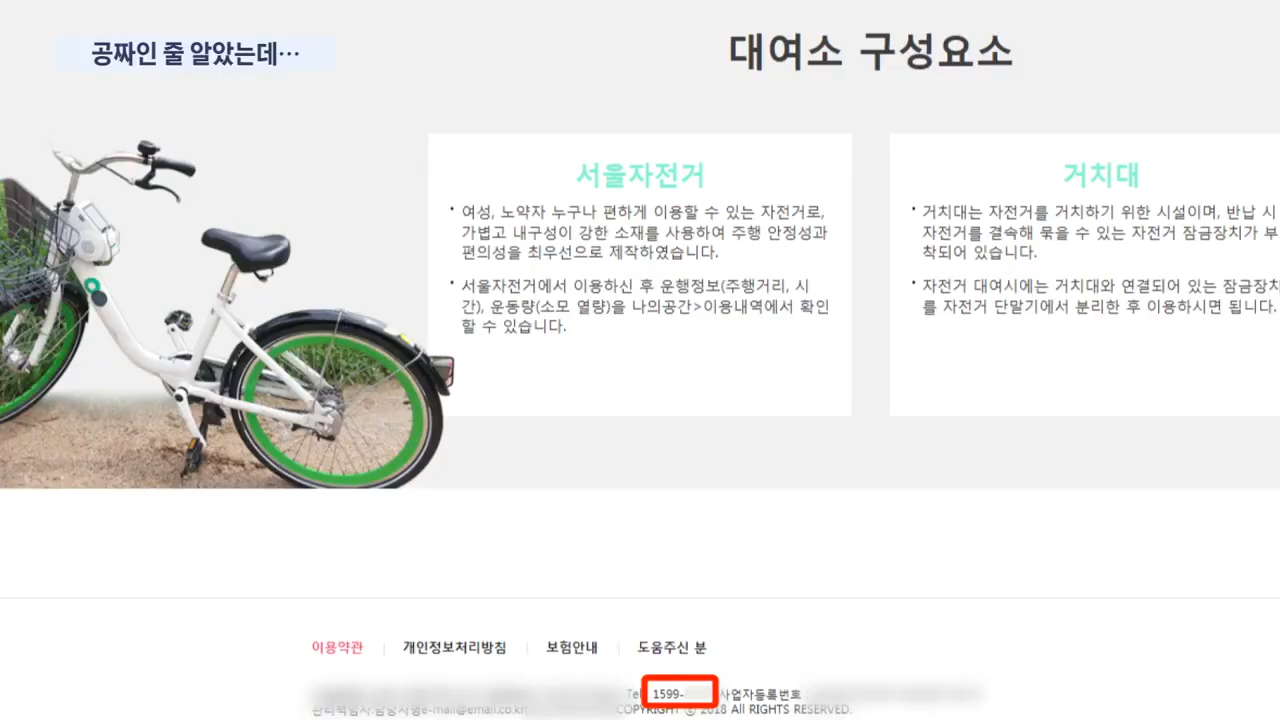 공짜인 줄 알았는데…
대여소 구성요소
서울자전거
여성, 노약자 누구나 편하게 이용할 수 있는 자전거로,
가볍고 내구성이 강한 소재를 사용하여 주행 안정성과
편의성을 최우선으로 제작하였습니다.
서울자전거에서 이용하신 후 운행정보(주행거리, 시
간), 운동량(소모 열량)을 나의공간>이용내역에서 확인
할 수 있습니다.
거치대
거치대는 자전거를 거치하기 위한 시설이며, 반납 시
자전거를 결속해 묶을 수 있는 자전거 잠금장치가 부
착되어 있습니다.
자전거 대여시에는 거치대와 연결되어 있는 잠금장치
를 자전거 단말기에서 분리한 후 이용하시면 됩니다.
이용약관 개인정보처리방침 보험안내 도움주신 분
Tel 1599- 사업자등록번호
e-mail@email.co.kr COPYRIGHT ⓒ 2018 All RIGHTS RESERVED.